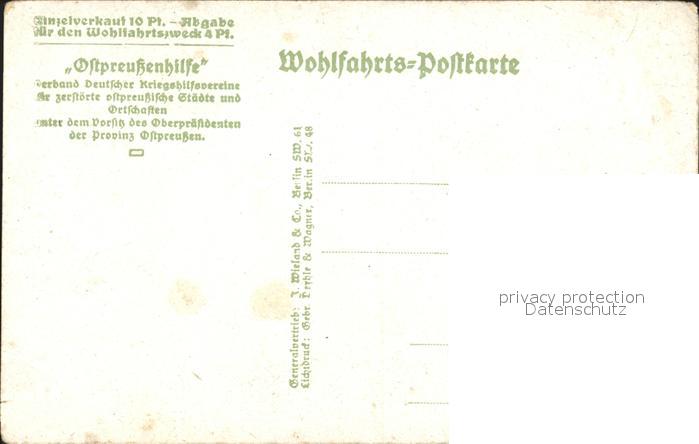 Einzelverkauf 10 Pf. – Abgabe
für den Wohlfahrtszweck 4 Pf.
„Ostpreußenhilfe"
Verband Deutscher Kriegshilfsvereine
für zerstörte ostpreußische Städte und
Ortschaften
unter dem Vorsitz des Oberpräsidenten
der Provinz Ostpreußen.
Wohlfahrts-Postkarte
Generalvertrieb: J. Wieland & Co., Berlin SW. 61
Lichtdruck: Gebr. & Wagner, Berlin SW. 48
privacy protection
Datenschutz